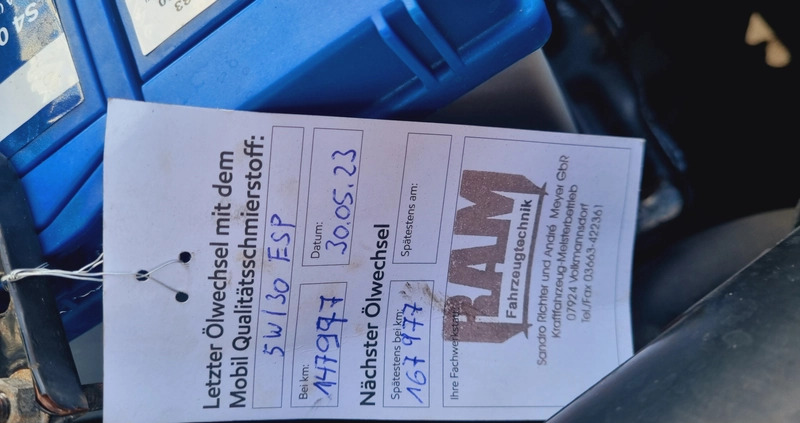 Letzter Ölwechsel mit dem
Mobil Qualitätsschmierstoff:
5W/30 ESP
Bei km:
147997
Datum:
30.05.23
Nächster Ölwechsel
Spätestens bei km:
167977
Spätestens am:
Ihre Fachwerkstatt:
RAM
Fahrzeugtechnik
Sandro Richter und André Meyer GbR
Kraftfahrzeug-Meisterbetrieb
07924 Volkmannsdorf
Tel./Fax 03663-422361